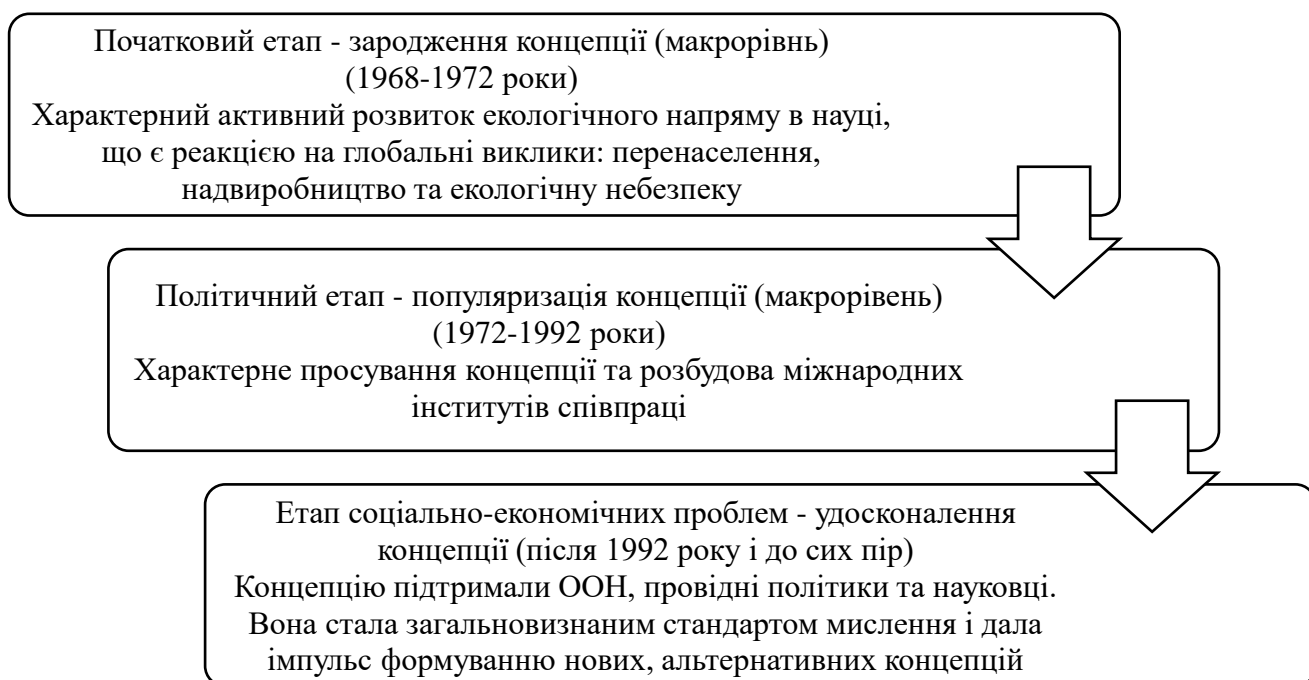 Початковий етап - зародження концепції (макрорівнь)
(1968-1972 роки)
Характерний активний розвиток екологічного напряму в науці,
що є реакцією на глобальні виклики: перенаселення,
надвиробництво та екологічну небезпеку
Політичний етап - популяризація концепції (макрорівень)
(1972-1992 роки)
Характерне просування концепції та розбудова міжнародних
інститутів співпраці
Етап соціально-економічних проблем - удосконалення
концепції (після 1992 року і до сих пір)
Концепцію підтримали ООН, провідні політики та науковці.
Вона стала загальновизнаним стандартом мислення і дала
імпульс формуванню нових, альтернативних концепцій